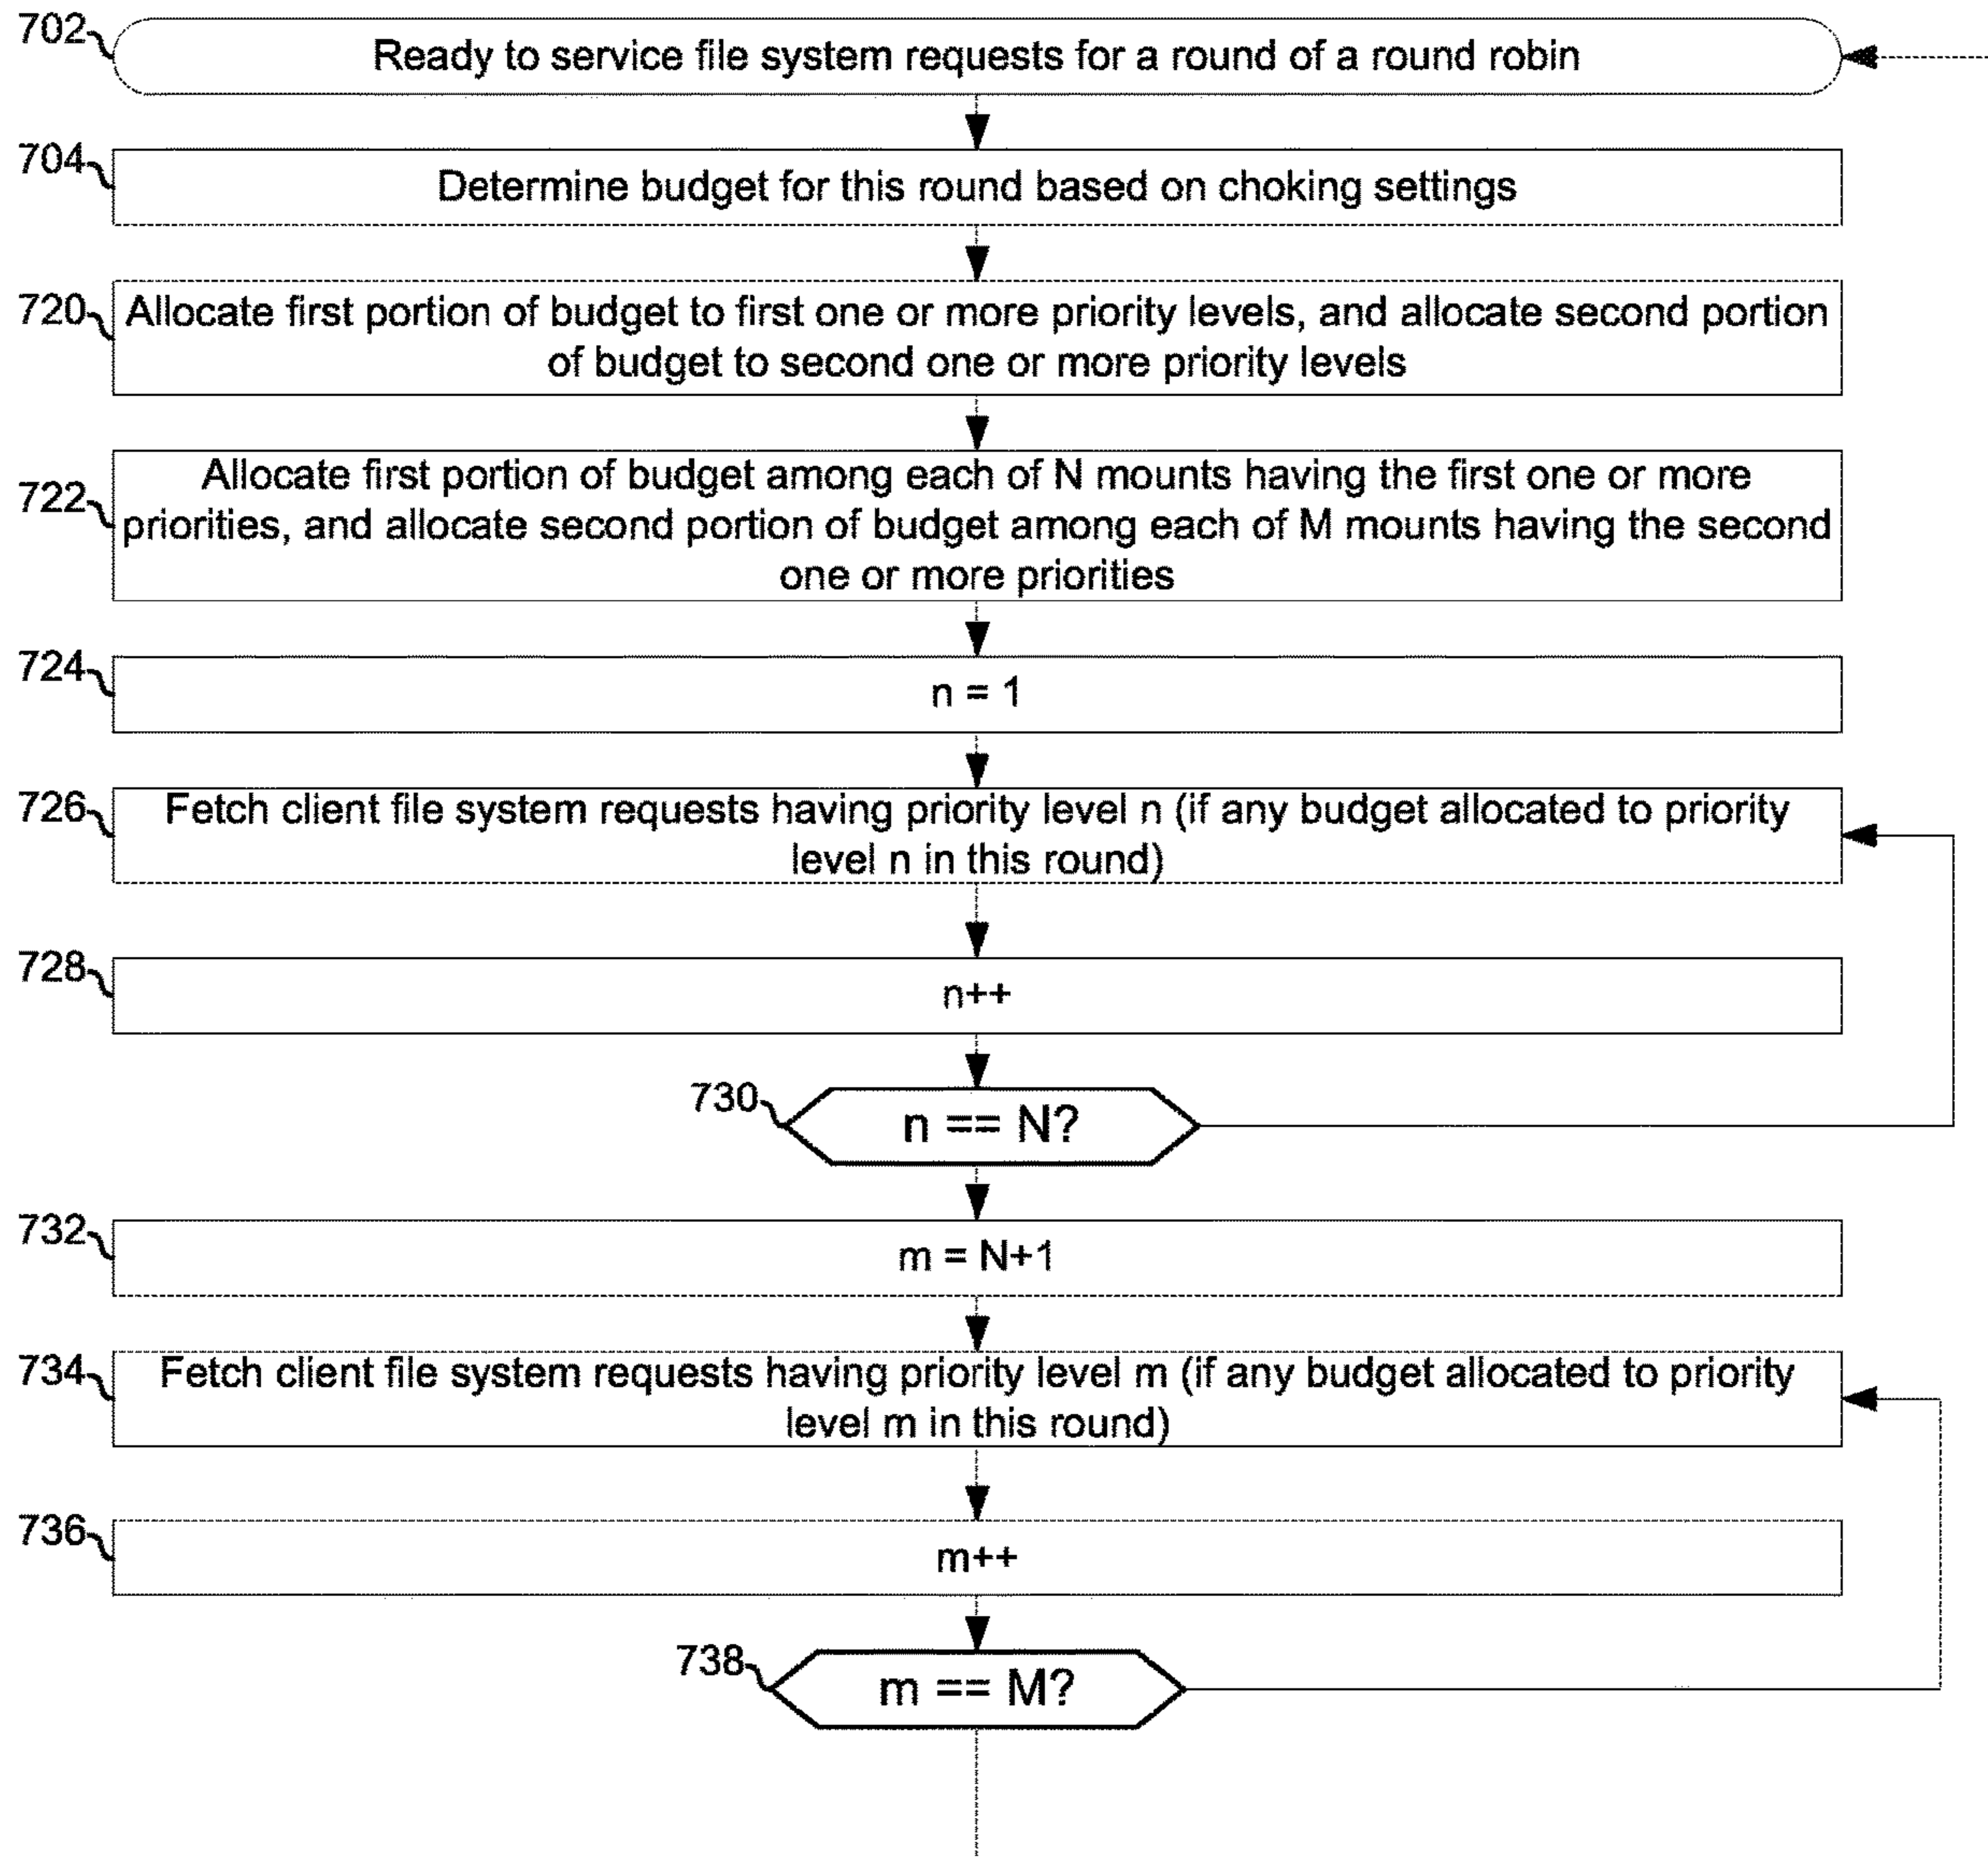 702
Ready to service file system requests for a round of a round robin
704
Determine budget for this round based on choking settings
720
Allocate first portion of budget to first one or more priority levels, and allocate second portion
of budget to second one or more priority levels
722
Allocate first portion of budget among each of N mounts having the first one or more
priorities, and allocate second portion of budget among each of M mounts having the second
one or more priorities
724
n = 1
726
Fetch client file system requests having priority level n (if any budget allocated to priority
level n in this round)
728
n++
730
n == N?
732
m = N+1
734
Fetch client file system requests having priority level m (if any budget allocated to priority
level m in this round)
736
m++
738
m == M?